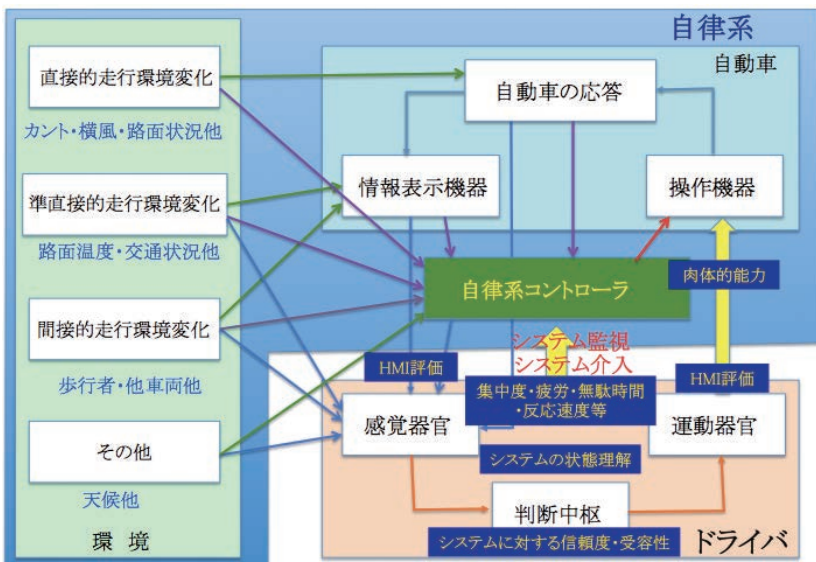 自律系
自動車
直接的走行環境変化
カント・横風・路面状況他
準直接的走行環境変化
路面温度・交通状況他
間接的走行環境変化
歩行者・他車両他
その他
天候他
環 境
自動車の応答
情報表示機器
操作機器
自律系コントローラ
肉体的能力
システム監視
システム介入
HMI評価
集中度・疲労・無駄時間
・反応速度等
HMI評価
感覚器官
運動器官
システムの状態理解
判断中枢
システムに対する信頼度・受容性
ドライバ